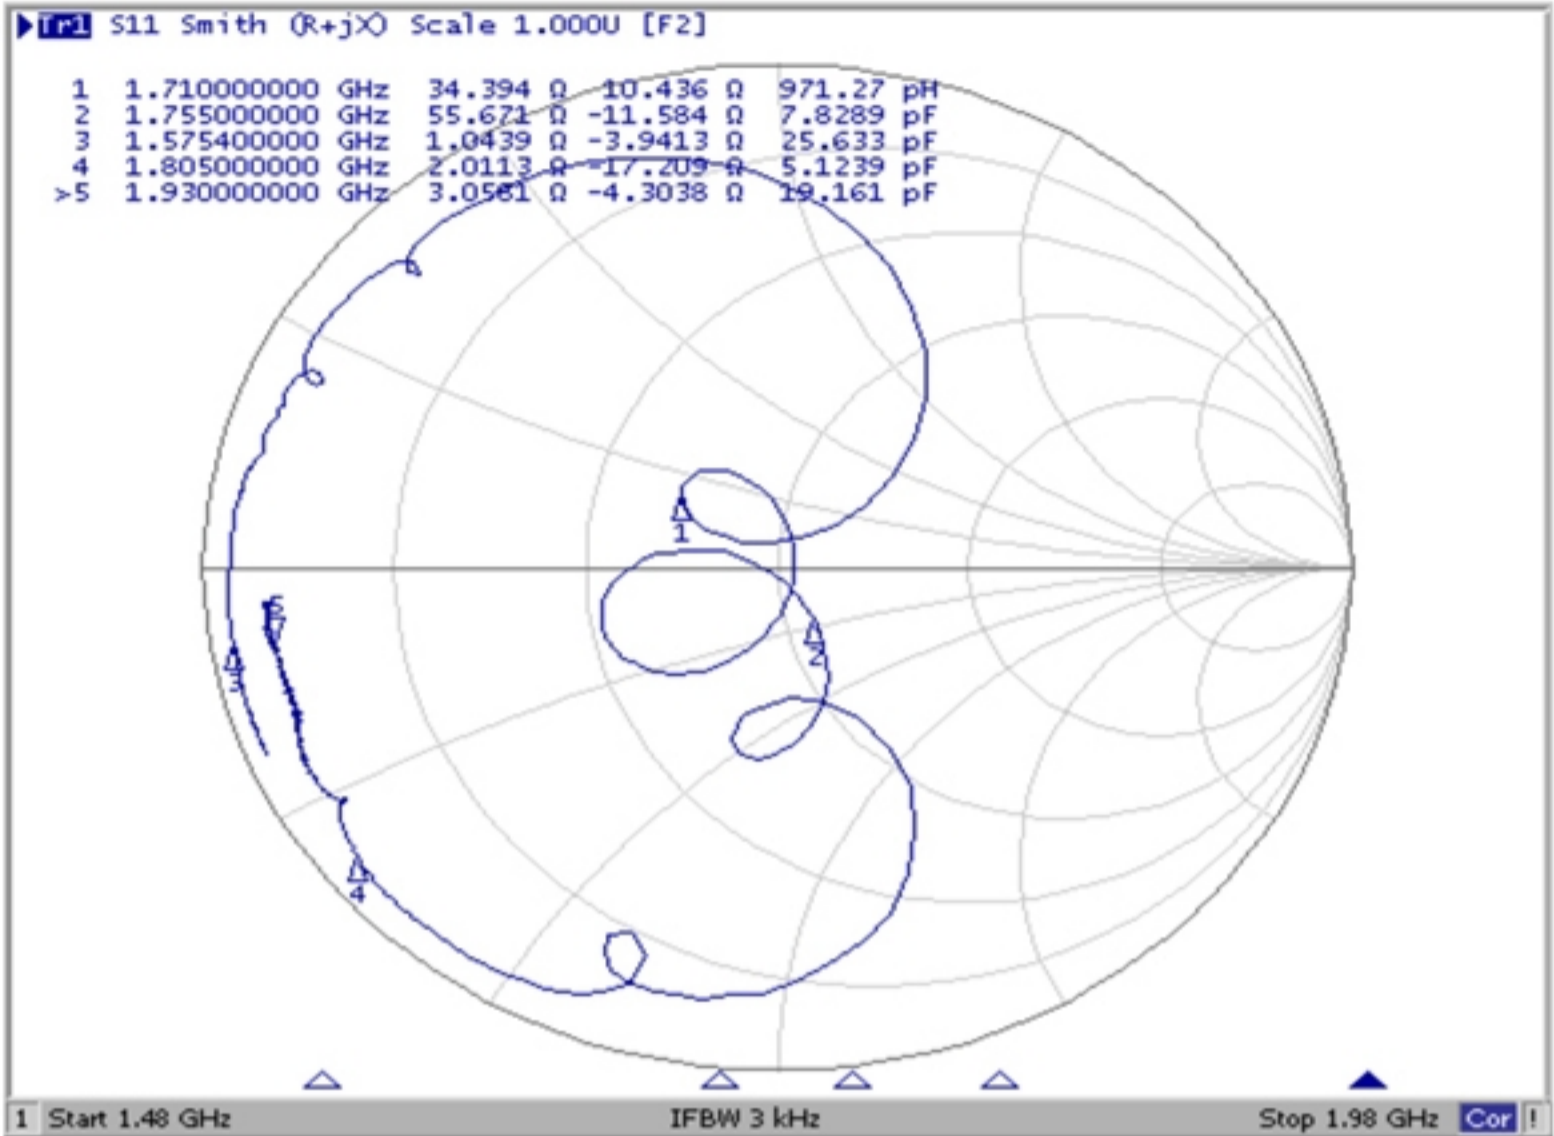 Tr1 S11 Smith (R+jX) Scale 1.000U [F2]
1 1.710000000 GHz 34.394 Ω 10.436 Ω 971.27 pH
2 1.755000000 GHz 55.671 Ω -11.584 Ω 7.8289 pF
3 1.575400000 GHz 1.0439 Ω -3.9413 Ω 25.633 pF
4 1.805000000 GHz 2.0113 Ω -17.209 Ω 5.1239 pF
>5 1.930000000 GHz 3.0581 Ω -4.3038 Ω 19.161 pF
1
5
2
3
4
1 Start 1.48 GHz IFBW 3 kHz Stop 1.98 GHz Cor !